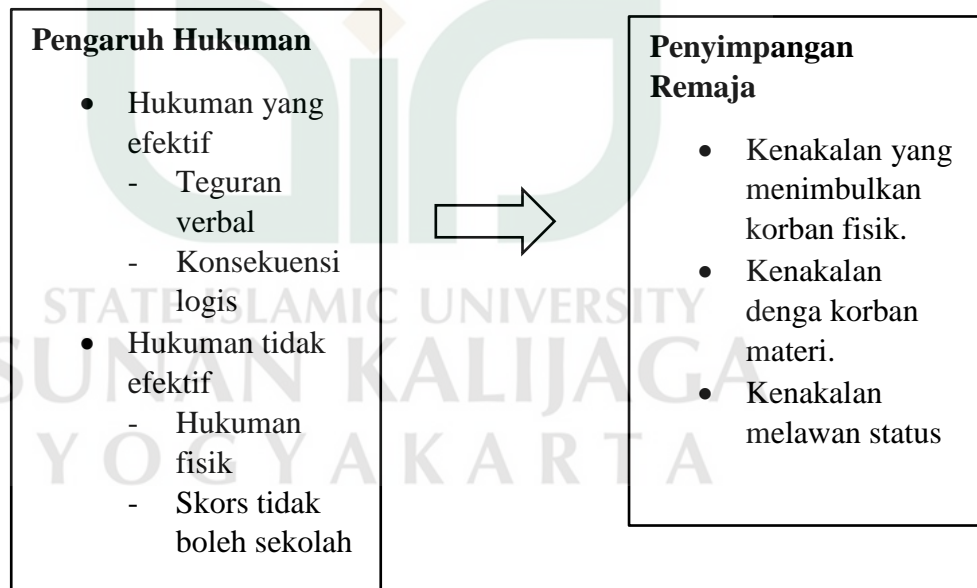 Pengaruh Hukuman
• Hukuman yang
efektif
- Teguran
verbal
- Konsekuensi
logis
• Hukuman tidak
efektif
- Hukuman
fisik
- Skors tidak
boleh sekolah
Penyimpangan
Remaja
• Kenakalan yang
menimbulkan
korban fisik.
• Kenakalan
denga korban
materi.
• Kenakalan
melawan status
STATE ISLAMIC UNIVERSITY
SUNAN KALIJAGA
YOGYAKARTA